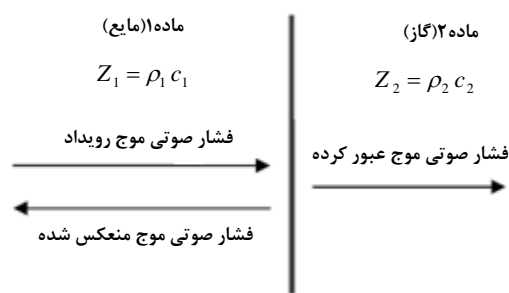 ماده۱(مایع)
ماده۲(گاز)
Z₁ = ρ₁ c₁
Z₂ = ρ₂ c₂
فشار صوتی موج رویداد
فشار صوتی موج عبور کرده
فشار صوتی موج منعکس شده